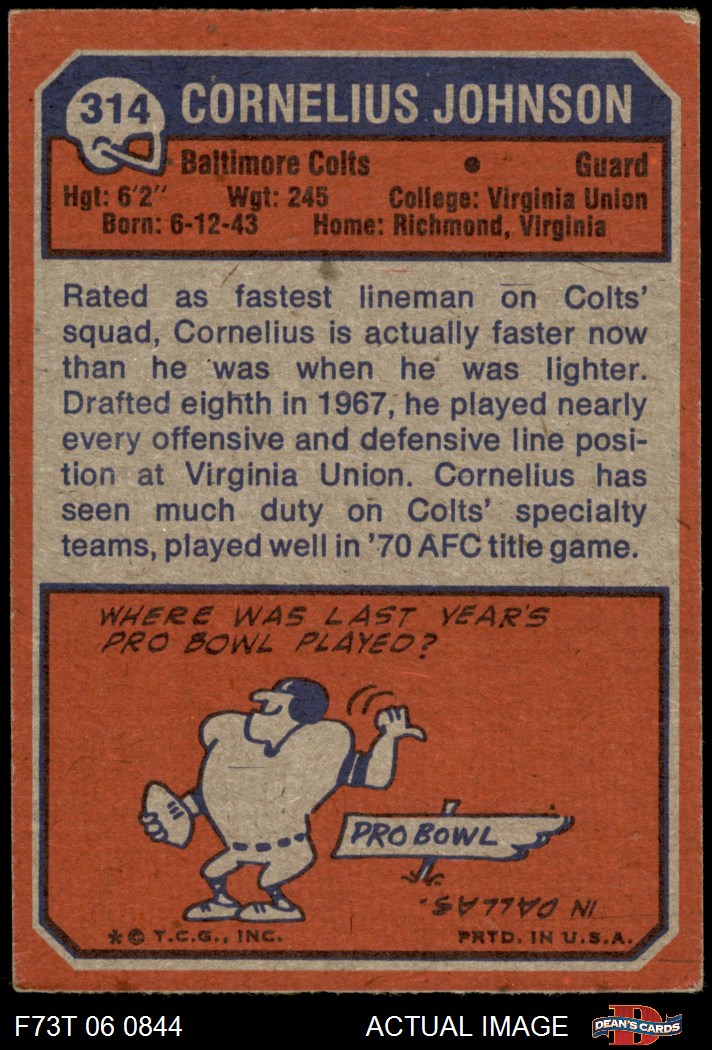 314 CORNELIUS JOHNSON
Baltimore Colts • Guard
Hgt: 6'2" Wgt: 245 College: Virginia Union
Born: 6-12-43 Home: Richmond, Virginia
Rated as fastest lineman on Colts'
squad, Cornelius is actually faster now
than he was when he was lighter.
Drafted eighth in 1967, he played nearly
every offensive and defensive line posi-
tion at Virginia Union. Cornelius has
seen much duty on Colts' specialty
teams, played well in '70 AFC title game.
WHERE WAS LAST YEAR'S
PRO BOWL PLAYED?
PRO BOWL
IN DALLAS.
*© T.C.G., INC. PRTD. IN U.S.A.
F73T 06 0844 ACTUAL IMAGE D DEAN'S CARDS